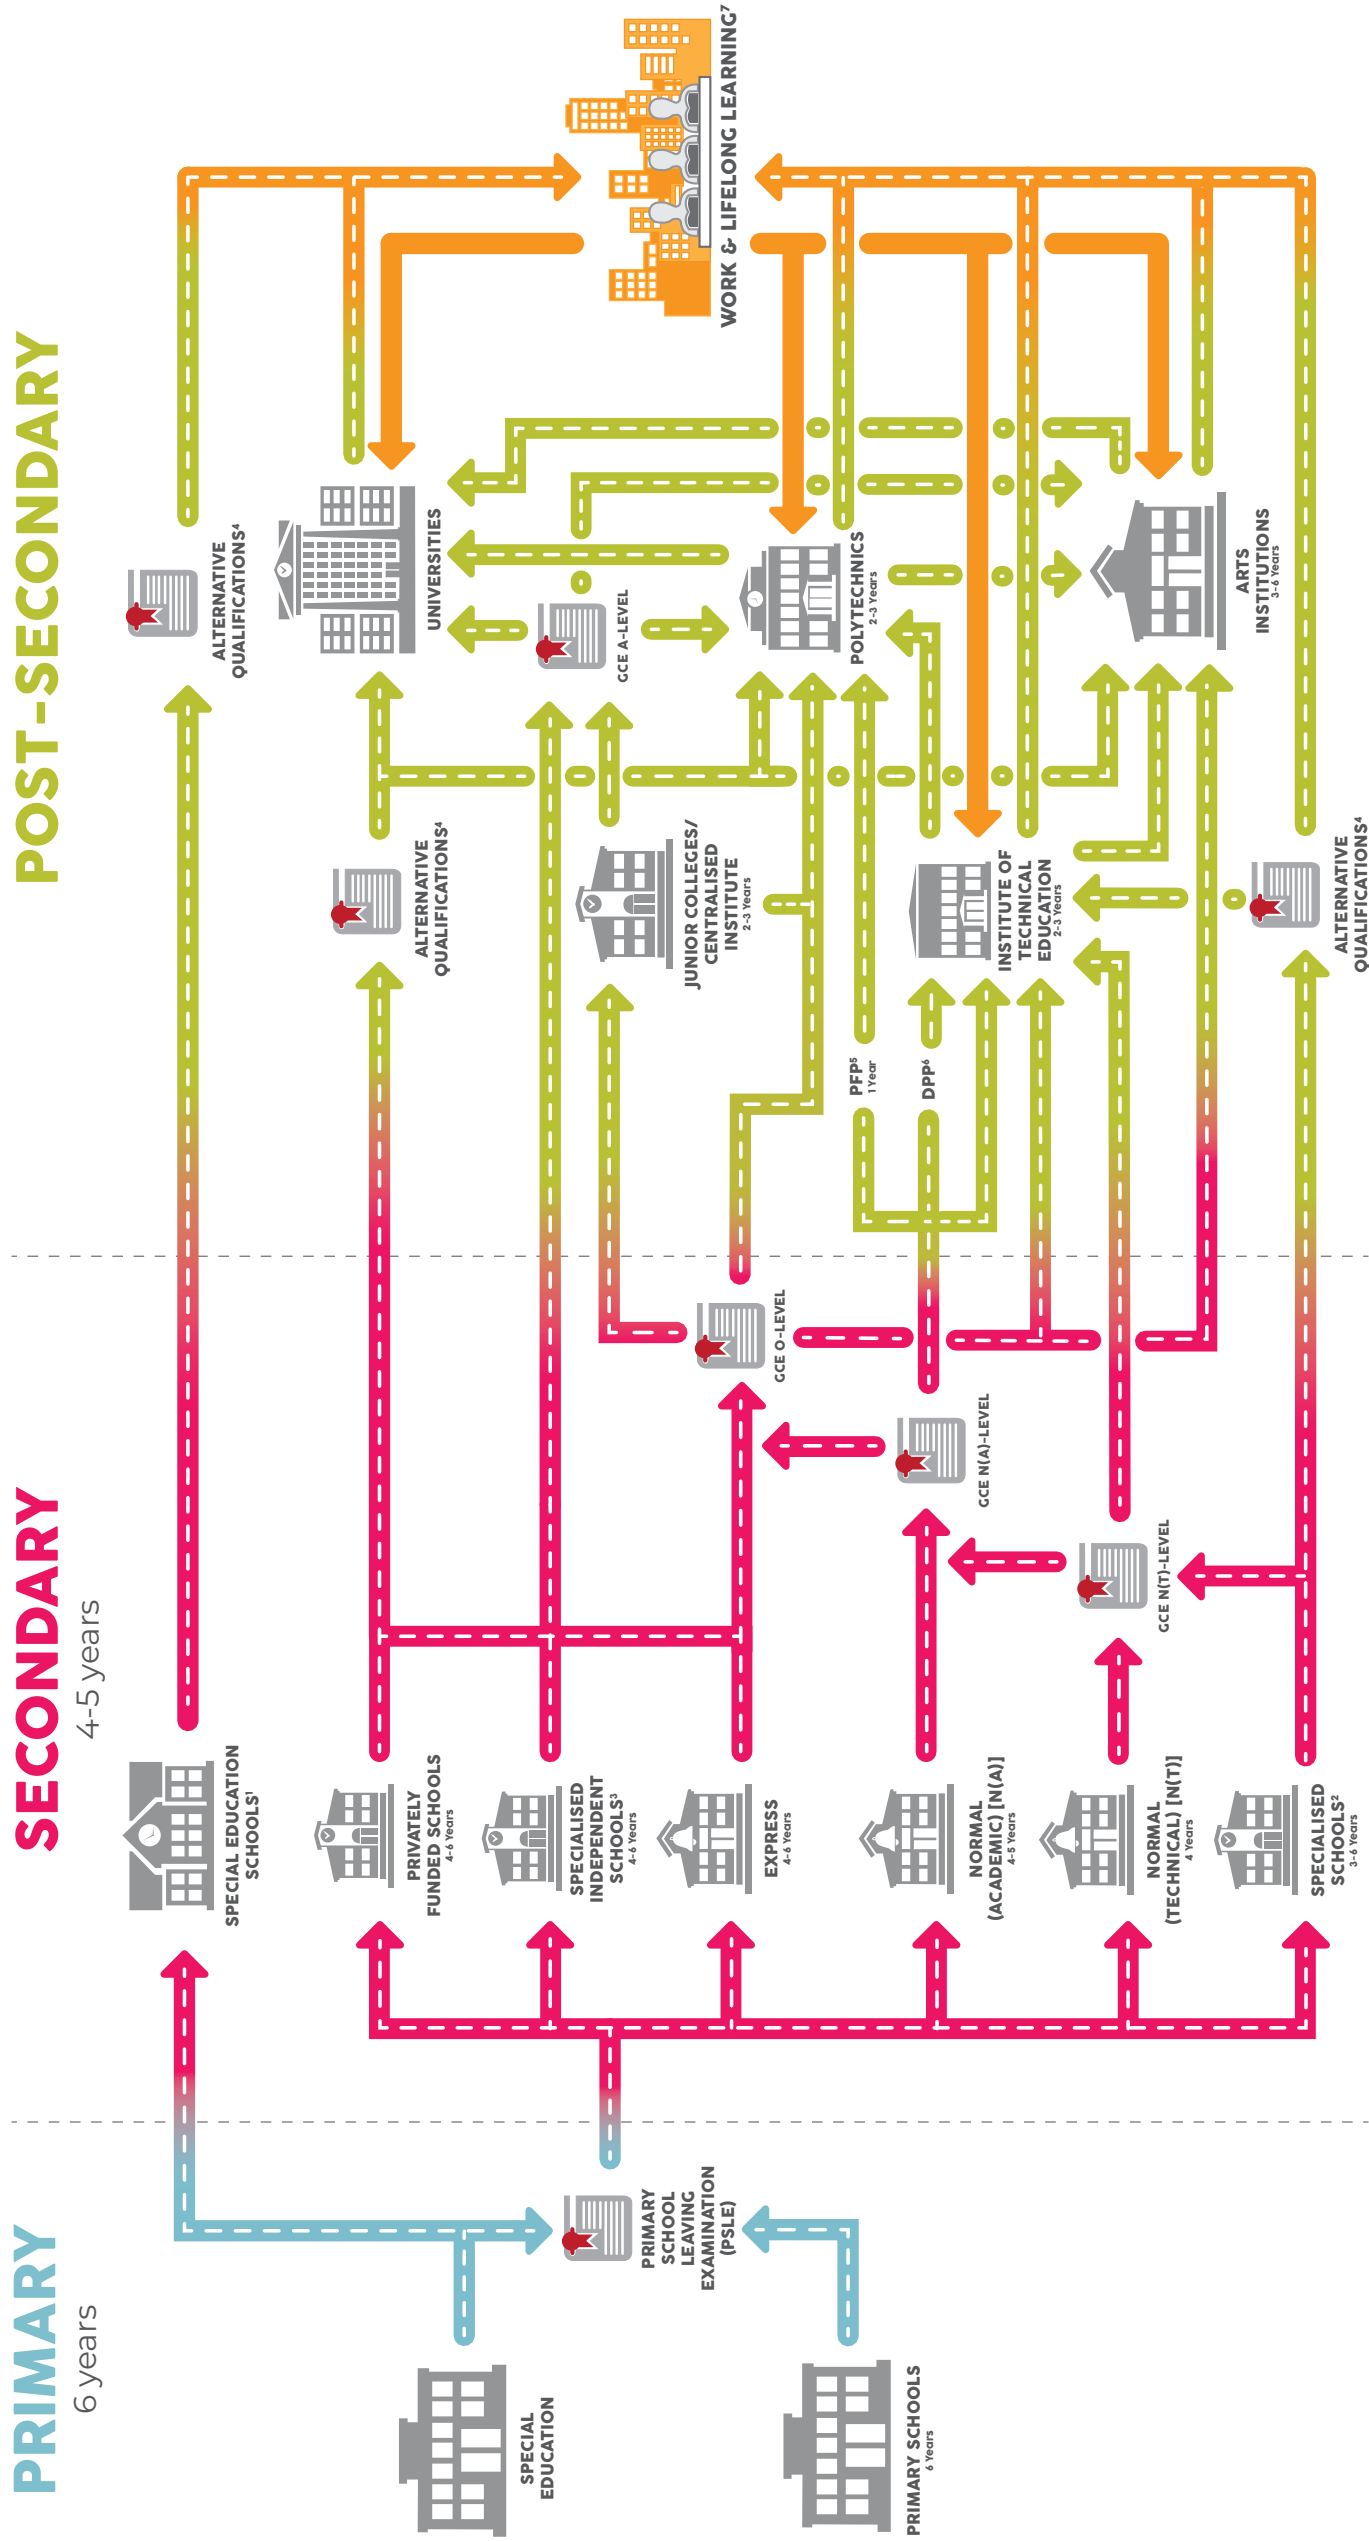 PRIMARY
6 years
SPECIAL
EDUCATION
PRIMARY SCHOOLS
6 Years
PRIMARY
SCHOOL
LEAVING
EXAMINATION
(PSLE)
SECONDARY
4-5 years
SPECIAL EDUCATION
SCHOOLS¹
PRIVATELY
FUNDED SCHOOLS
4-6 Years
SPECIALISED
INDEPENDENT
SCHOOLS³
4-6 Years
EXPRESS
4-6 Years
NORMAL
(ACADEMIC) [N(A)]
4-5 Years
NORMAL
(TECHNICAL) [N(T)]
4 Years
SPECIALISED
SCHOOLS²
3-6 Years
GCE O-LEVEL
GCE N(A)-LEVEL
GCE N(T)-LEVEL
POST-SECONDARY
ALTERNATIVE
QUALIFICATIONS⁴
ALTERNATIVE
QUALIFICATIONS⁴
JUNIOR COLLEGES/
CENTRALISED
INSTITUTE
2-3 Years
PFP⁵
1 Year
DPP⁶
INSTITUTE OF
TECHNICAL
EDUCATION
2-3 Years
ALTERNATIVE
QUALIFICATIONS⁴
UNIVERSITIES
GCE A-LEVEL
POLYTECHNICS
2-3 Years
ARTS
INSTITUTIONS
3-6 Years
WORK & LIFELONG LEARNING⁷